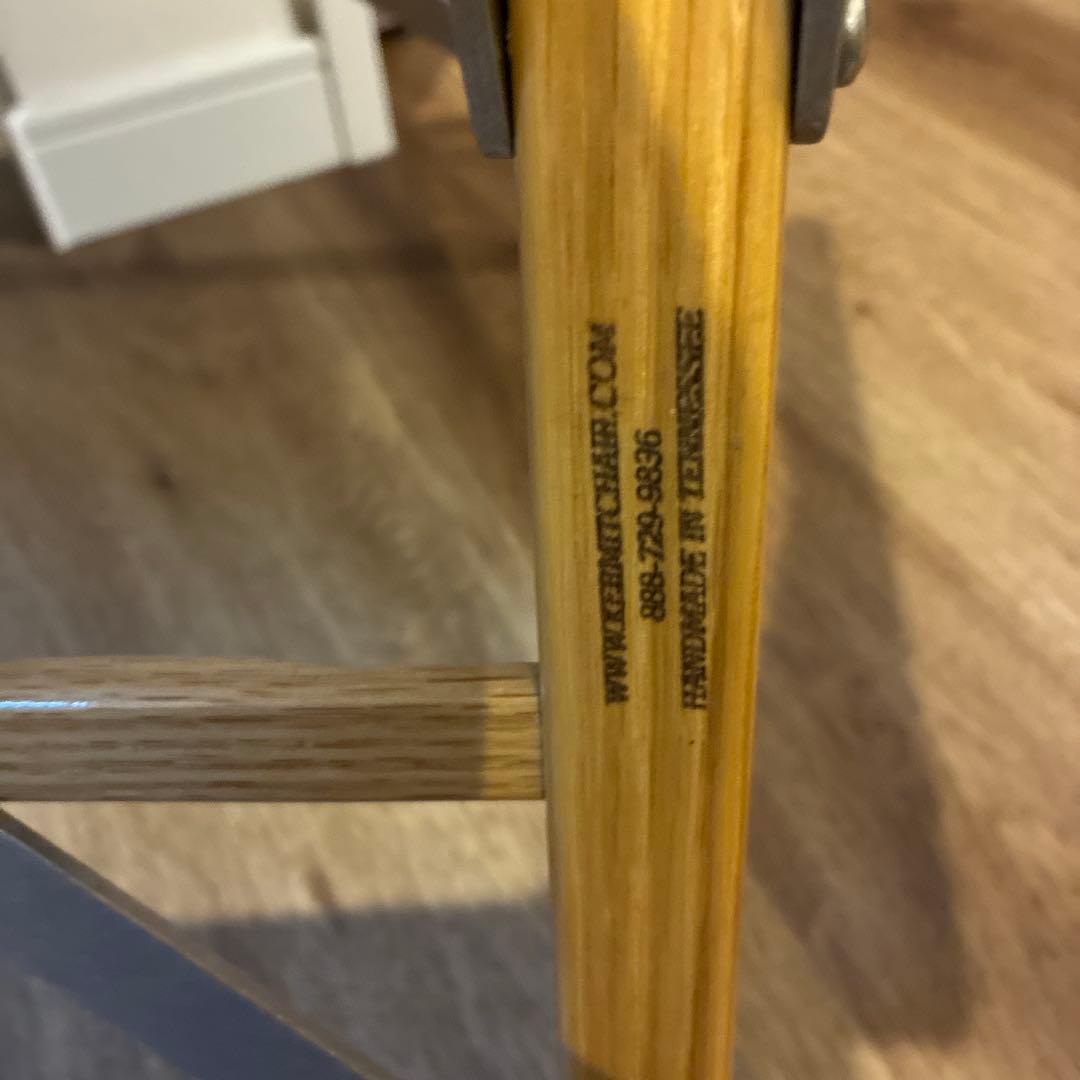 WWW.KERMITCHAIR.COM
888-729-9836
HANDMADE IN TENNESSEE